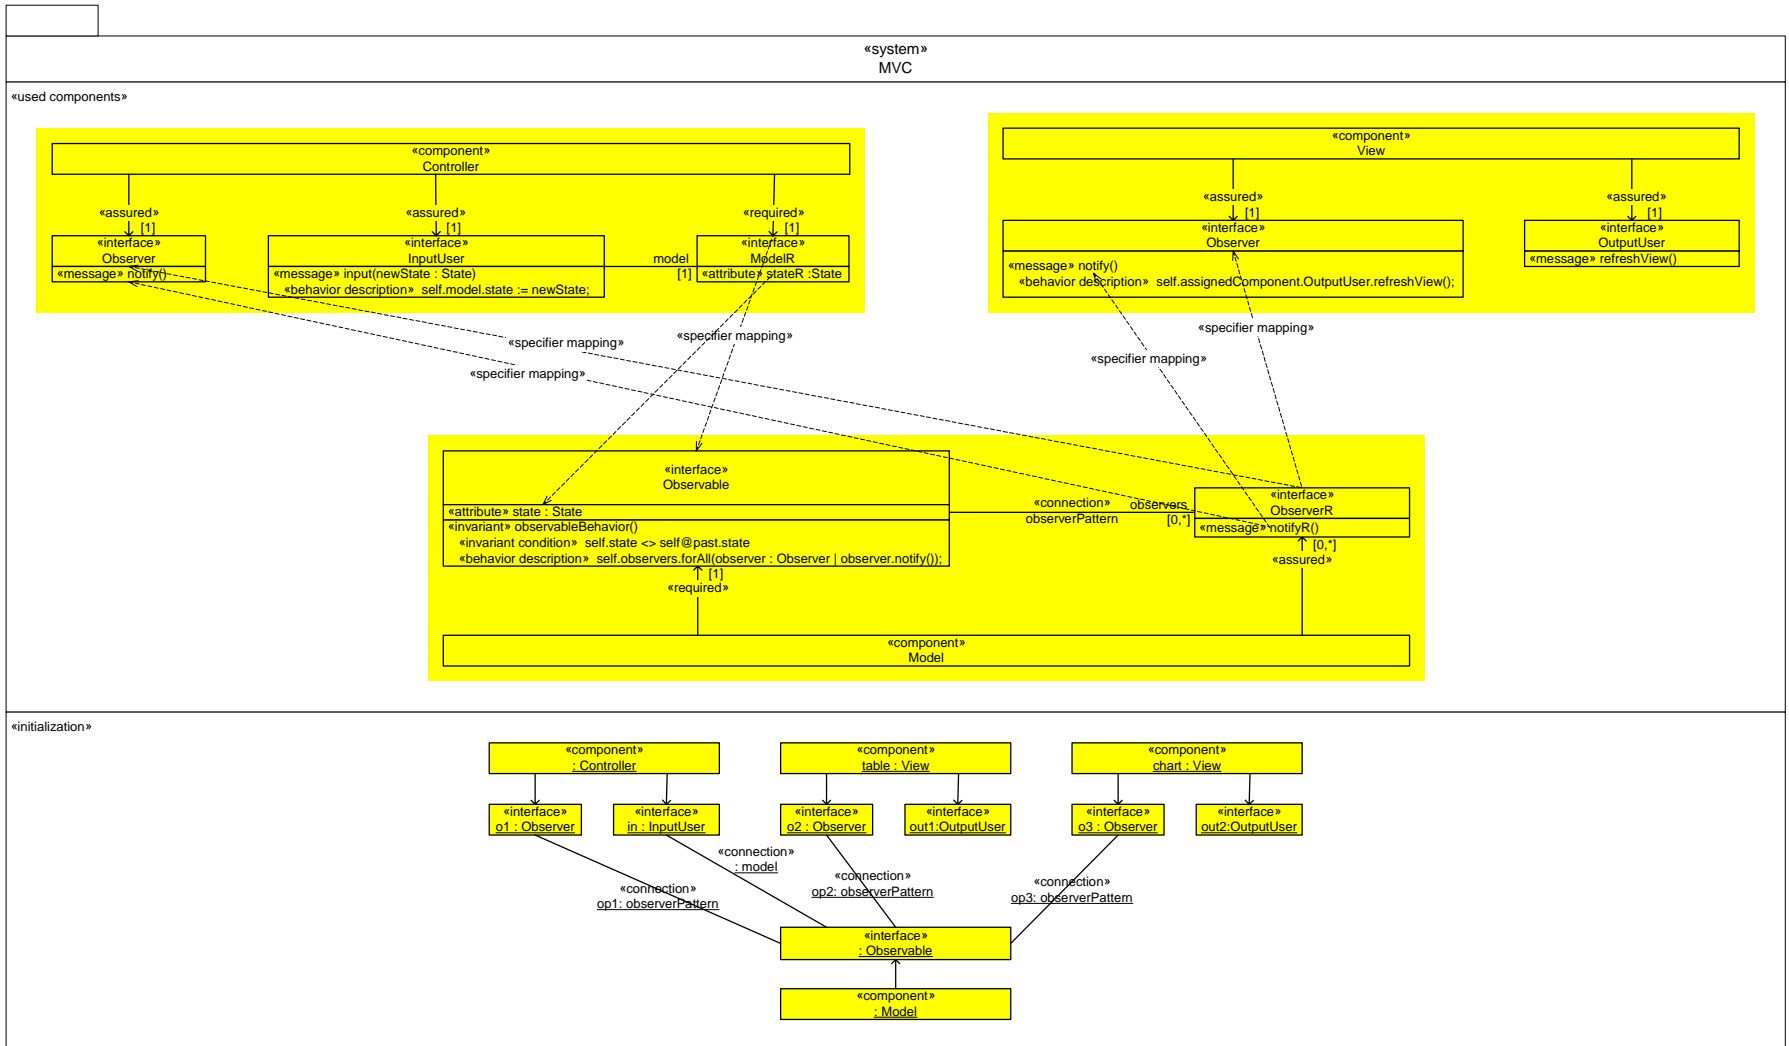 «system»
MVC
«used components»
«component»
Controller
«assured»
[1]
«assured»
[1]
«required»
[1]
«interface»
Observer
«message» notify()
«interface»
InputUser
«message» input(newState : State)
«behavior description»  self.model.state := newState;
model
[1]
«interface»
ModelR
«attribute» stateR :State
«component»
View
«assured»
[1]
«assured»
[1]
«interface»
Observer
«message» notify()
«behavior description»  self.assignedComponent.OutputUser.refreshView();
«interface»
OutputUser
«message» refreshView()
«specifier mapping»
«specifier mapping»
«specifier mapping»
«specifier mapping»
«specifier mapping»
«interface»
Observable
«attribute» state : State
«invariant» observableBehavior()
«invariant condition»  self.state <> self@past.state
«behavior description»  self.observers.forAll(observer : Observer | observer.notify());
«connection»
observerPattern
observers
[0,*]
«interface»
ObserverR
«message» notifyR()
[1]
«required»
[0,*]
«assured»
«component»
Model
«initialization»
«component»
: Controller
«component»
table : View
«component»
chart : View
«interface»
o1 : Observer
«interface»
in : InputUser
«interface»
o2 : Observer
«interface»
out1:OutputUser
«interface»
o3 : Observer
«interface»
out2:OutputUser
«connection»
: model
«connection»
op1: observerPattern
«connection»
op2: observerPattern
«connection»
op3: observerPattern
«interface»
: Observable
«component»
: Model